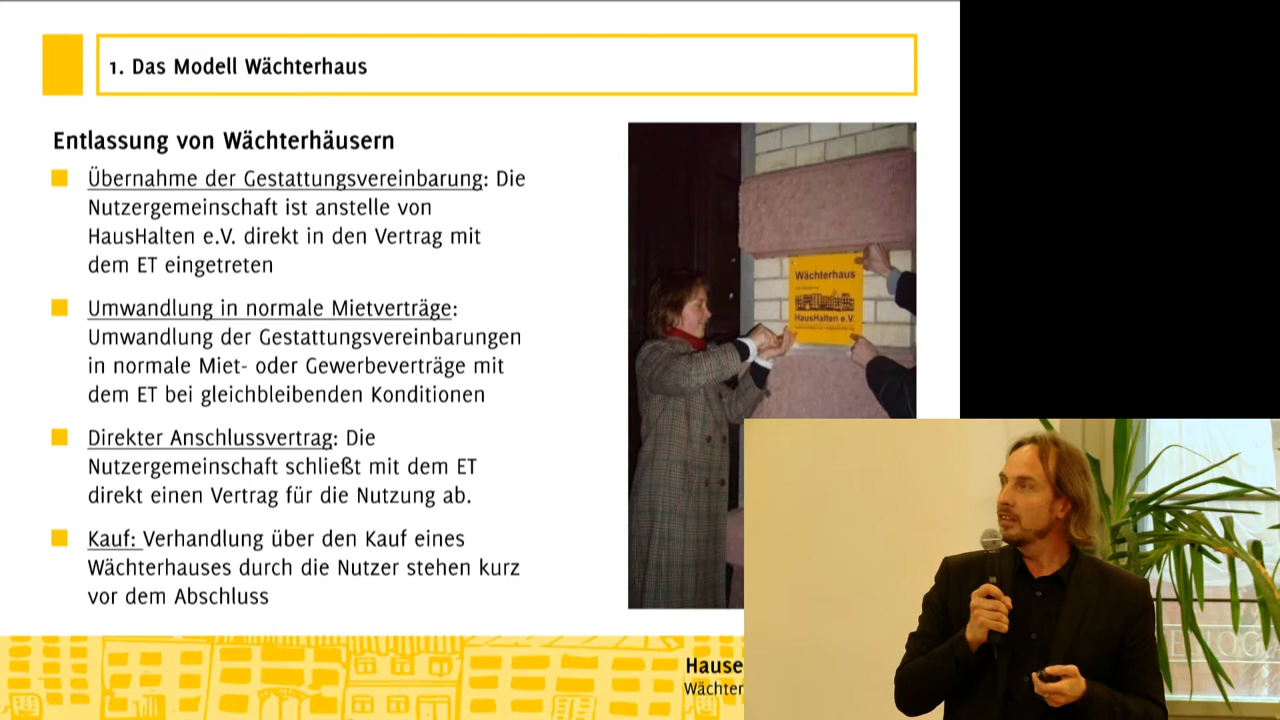 1. Das Modell Wächterhaus
Entlassung von Wächterhäusern
Übernahme der Gestattungsvereinbarung: Die
Nutzergemeinschaft ist anstelle von
HausHalten e.V. direkt in den Vertrag mit
dem ET eingetreten
Umwandlung in normale Mietverträge:
Umwandlung der Gestattungsvereinbarungen
in normale Miet- oder Gewerbeverträge mit
dem ET bei gleichbleibenden Konditionen
Direkter Anschlussvertrag: Die
Nutzergemeinschaft schließt mit dem ET
direkt einen Vertrag für die Nutzung ab.
Kauf: Verhandlung über den Kauf eines
Wächterhauses durch die Nutzer stehen kurz
vor dem Abschluss
Wächterhaus
HausHalten e.V.
Hause
Wächter